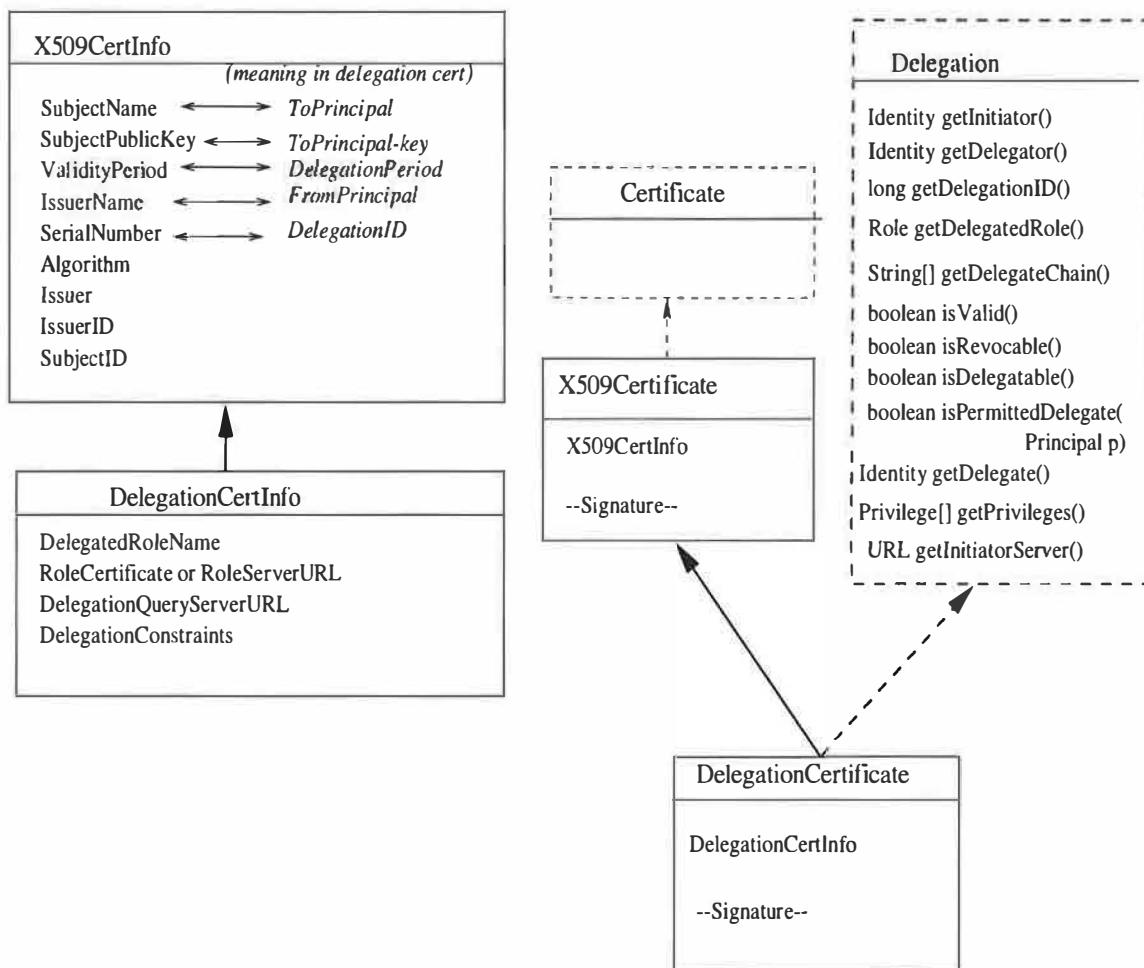 X509CertInfo
(meaning in delegation cert)
SubjectName ToPrincipal
SubjectPublicKey ToPrincipal-key
ValidityPeriod DelegationPeriod
IssuerName FromPrincipal
SerialNumber DelegationID
Algorithm
Issuer
IssuerID
SubjectID
DelegationCertInfo
DelegatedRoleName
RoleCertificate or RoleServerURL
DelegationQueryServerURL
DelegationConstraints
Certificate
X509Certificate
X509CertInfo
--Signature--
Delegation
Identity getInitiator()
Identity getDelegator()
long getDelegationID()
Role getDelegatedRole()
String[] getDelegateChain()
boolean isValid()
boolean isRevocable()
boolean isDelegatable()
boolean isPermittedDelegate(
Principal p)
Identity getDelegate()
Privilege[] getPrivileges()
URL getInitiatorServer()
DelegationCertificate
DelegationCertInfo
--Signature--